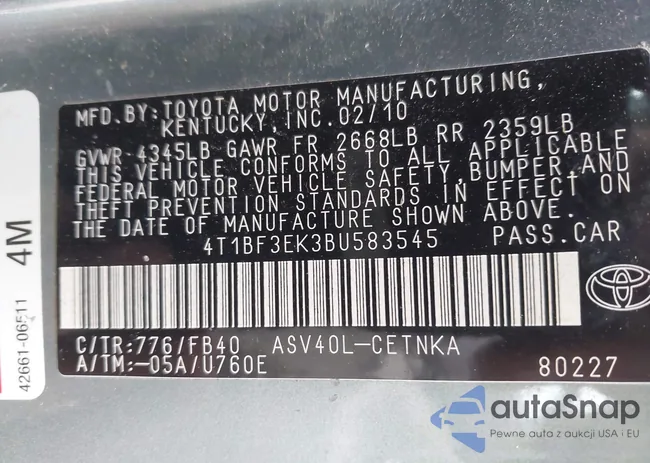 MFD.BY:TOYOTA MOTOR MANUFACTURING,
KENTUCKY,INC.02/10
GVWR 4345LB GAWR FR 2668LB RR 2359LB
THIS VEHICLE CONFORMS TO ALL APPLICABLE
FEDERAL MOTOR VEHICLE SAFETY,BUMPER,AND
THEFT PREVENTION STANDARDS IN EFFECT ON
THE DATE OF MANUFACTURE SHOWN ABOVE.
4T1BF3EK3BU583545 PASS.CAR
C/TR:776/FB40 ASV40L-CETNKA
A/TM:-05A/U760E 80227
4M
42661-06511
autaSnap
Pewne auta z aukcji USA i EU